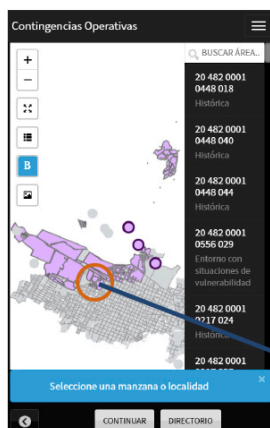 Contingencias Operativas
BUSCAR ÁREA..
+
−
B
20 482 0001
0448 018
Histórica
20 482 0001
0448 040
Histórica
20 482 0001
0448 044
Histórica
20 482 0001
0556 029
Entorno con
situaciones de
vulnerabilidad
20 482 0001
0217 024
Histórica
20 482 0001
Seleccione una manzana o localidad
×
CONTINUAR
DIRECTORIO